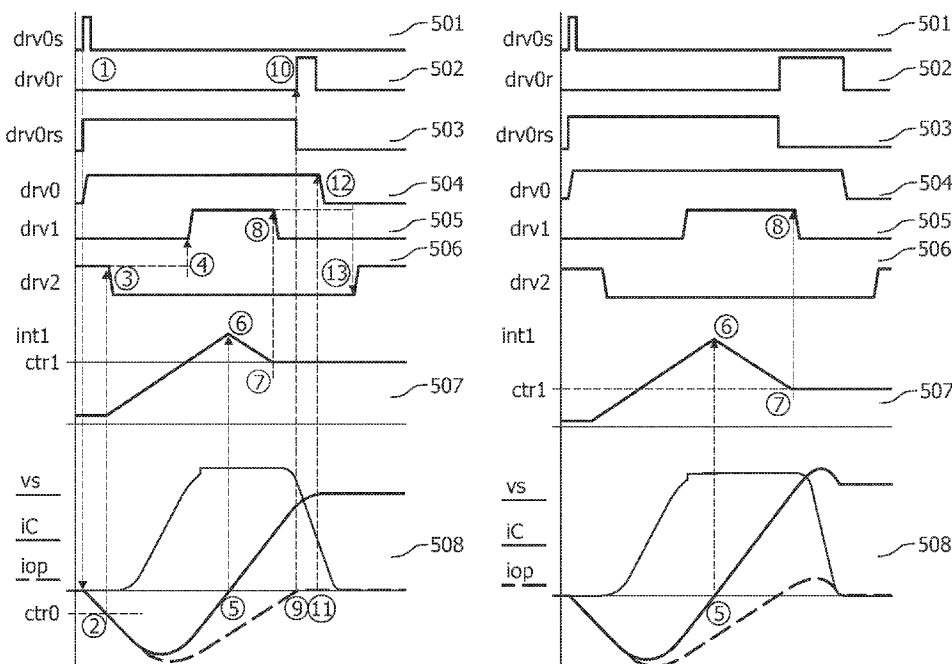 drv0s
501
①
drv0r
⑩
502
drv0rs
503
drv0
⑫
504
drv1
④
⑧
505
506
drv2
③
⑬
int1
⑥
ctr1
⑦
507
vs
iC
508
iop
ctr0
②
⑤
⑨
⑪
drv0s
501
drv0r
502
drv0rs
503
drv0
504
drv1
⑧
505
506
drv2
int1
⑥
ctr1
⑦
507
vs
iC
508
iop
⑤